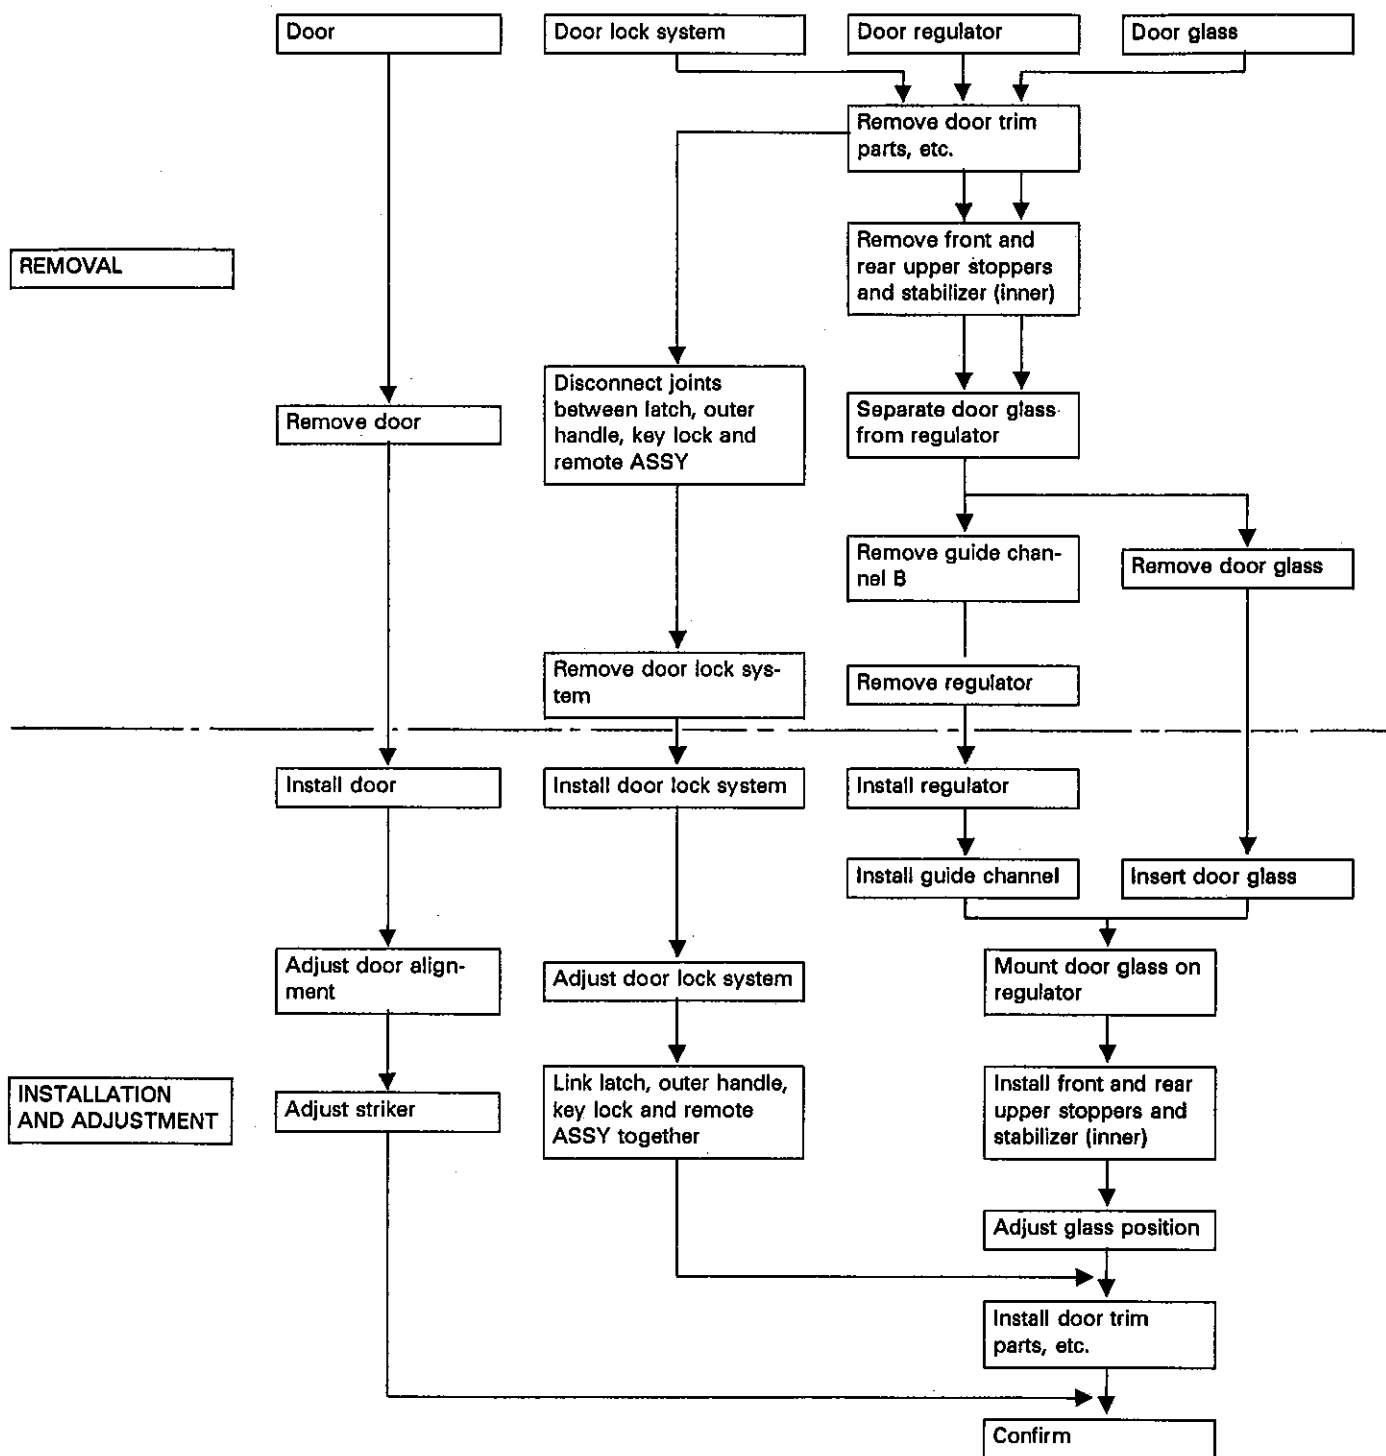 Door
Door lock system
Door regulator
Door glass
Remove door trim
parts, etc.
REMOVAL
Remove front and
rear upper stoppers
and stabilizer (inner)
Remove door
Disconnect joints
between latch, outer
handle, key lock and
remote ASSY
Separate door glass
from regulator
Remove guide chan-
nel B
Remove door glass
Remove door lock sys-
tem
Remove regulator
Install door
Install door lock system
Install regulator
Install guide channel
Insert door glass
Adjust door align-
ment
Adjust door lock system
Mount door glass on
regulator
INSTALLATION
AND ADJUSTMENT
Adjust striker
Link latch, outer handle,
key lock and remote
ASSY together
Install front and rear
upper stoppers and
stabilizer (inner)
Adjust glass position
Install door trim
parts, etc.
Confirm